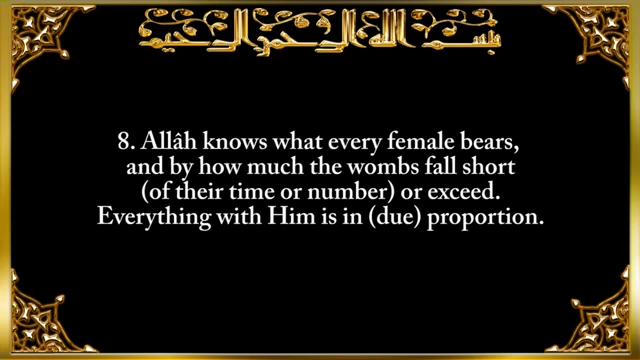 بسم الله الرحمن الرحيم
8. Allâh knows what every female bears,
and by how much the wombs fall short
(of their time or number) or exceed.
Everything with Him is in (due) proportion.